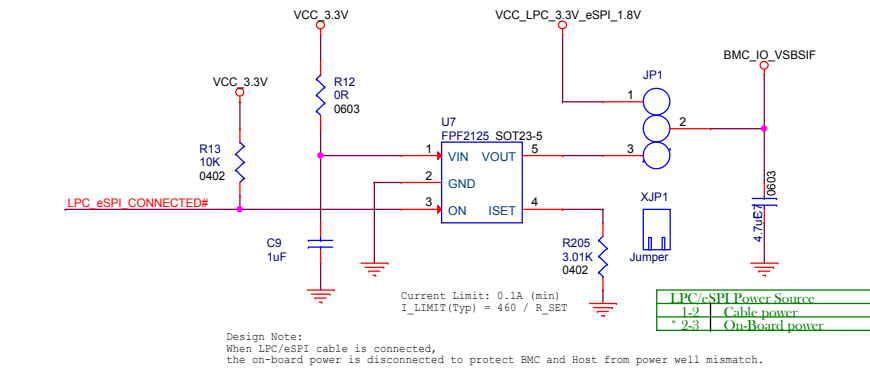 VCC_3.3V
VCC_LPC_3.3V_eSPI_1.8V
BMC_IO_VSBSIF
VCC_3.3V
R12
0R
0603
JP1
1
2
3
U7
FPF2125 SOT23-5
R13
10K
0402
1
VIN
VOUT
5
2
GND
3
ON
ISET
4
LPC_eSPI_CONNECTED#
C9
1uF
R205
3.01K
0402
XJP1
Jumper
0603
C7
4.7uF
Current Limit: 0.1A (min)
I_LIMIT(Typ) = 460 / R_SET
LPC/eSPI Power Source
1-2 Cable power
* 2-3 On-Board power
Design Note:
When LPC/eSPI cable is connected,
the on-board power is disconnected to protect BMC and Host from power well mismatch.